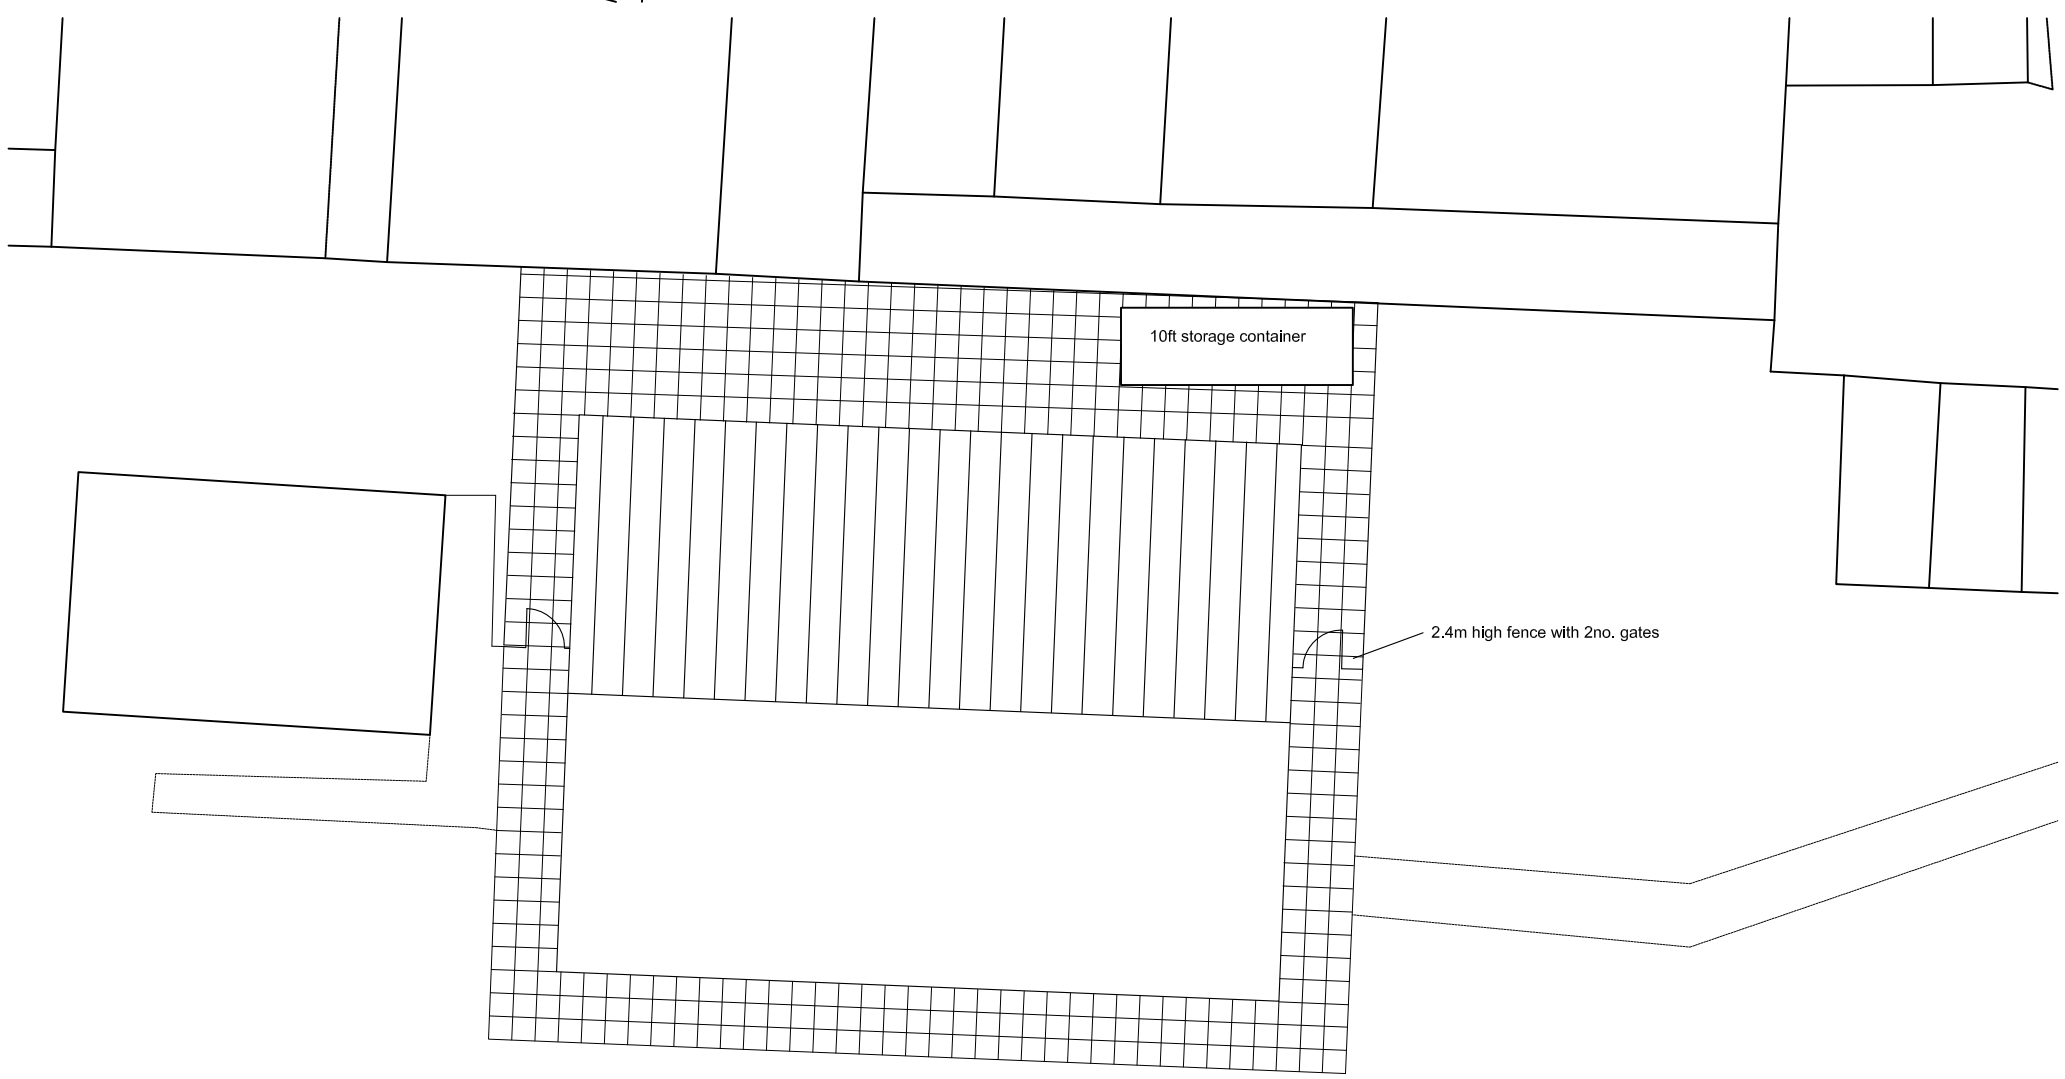 10ft storage container
2.4m high fence with 2no. gates